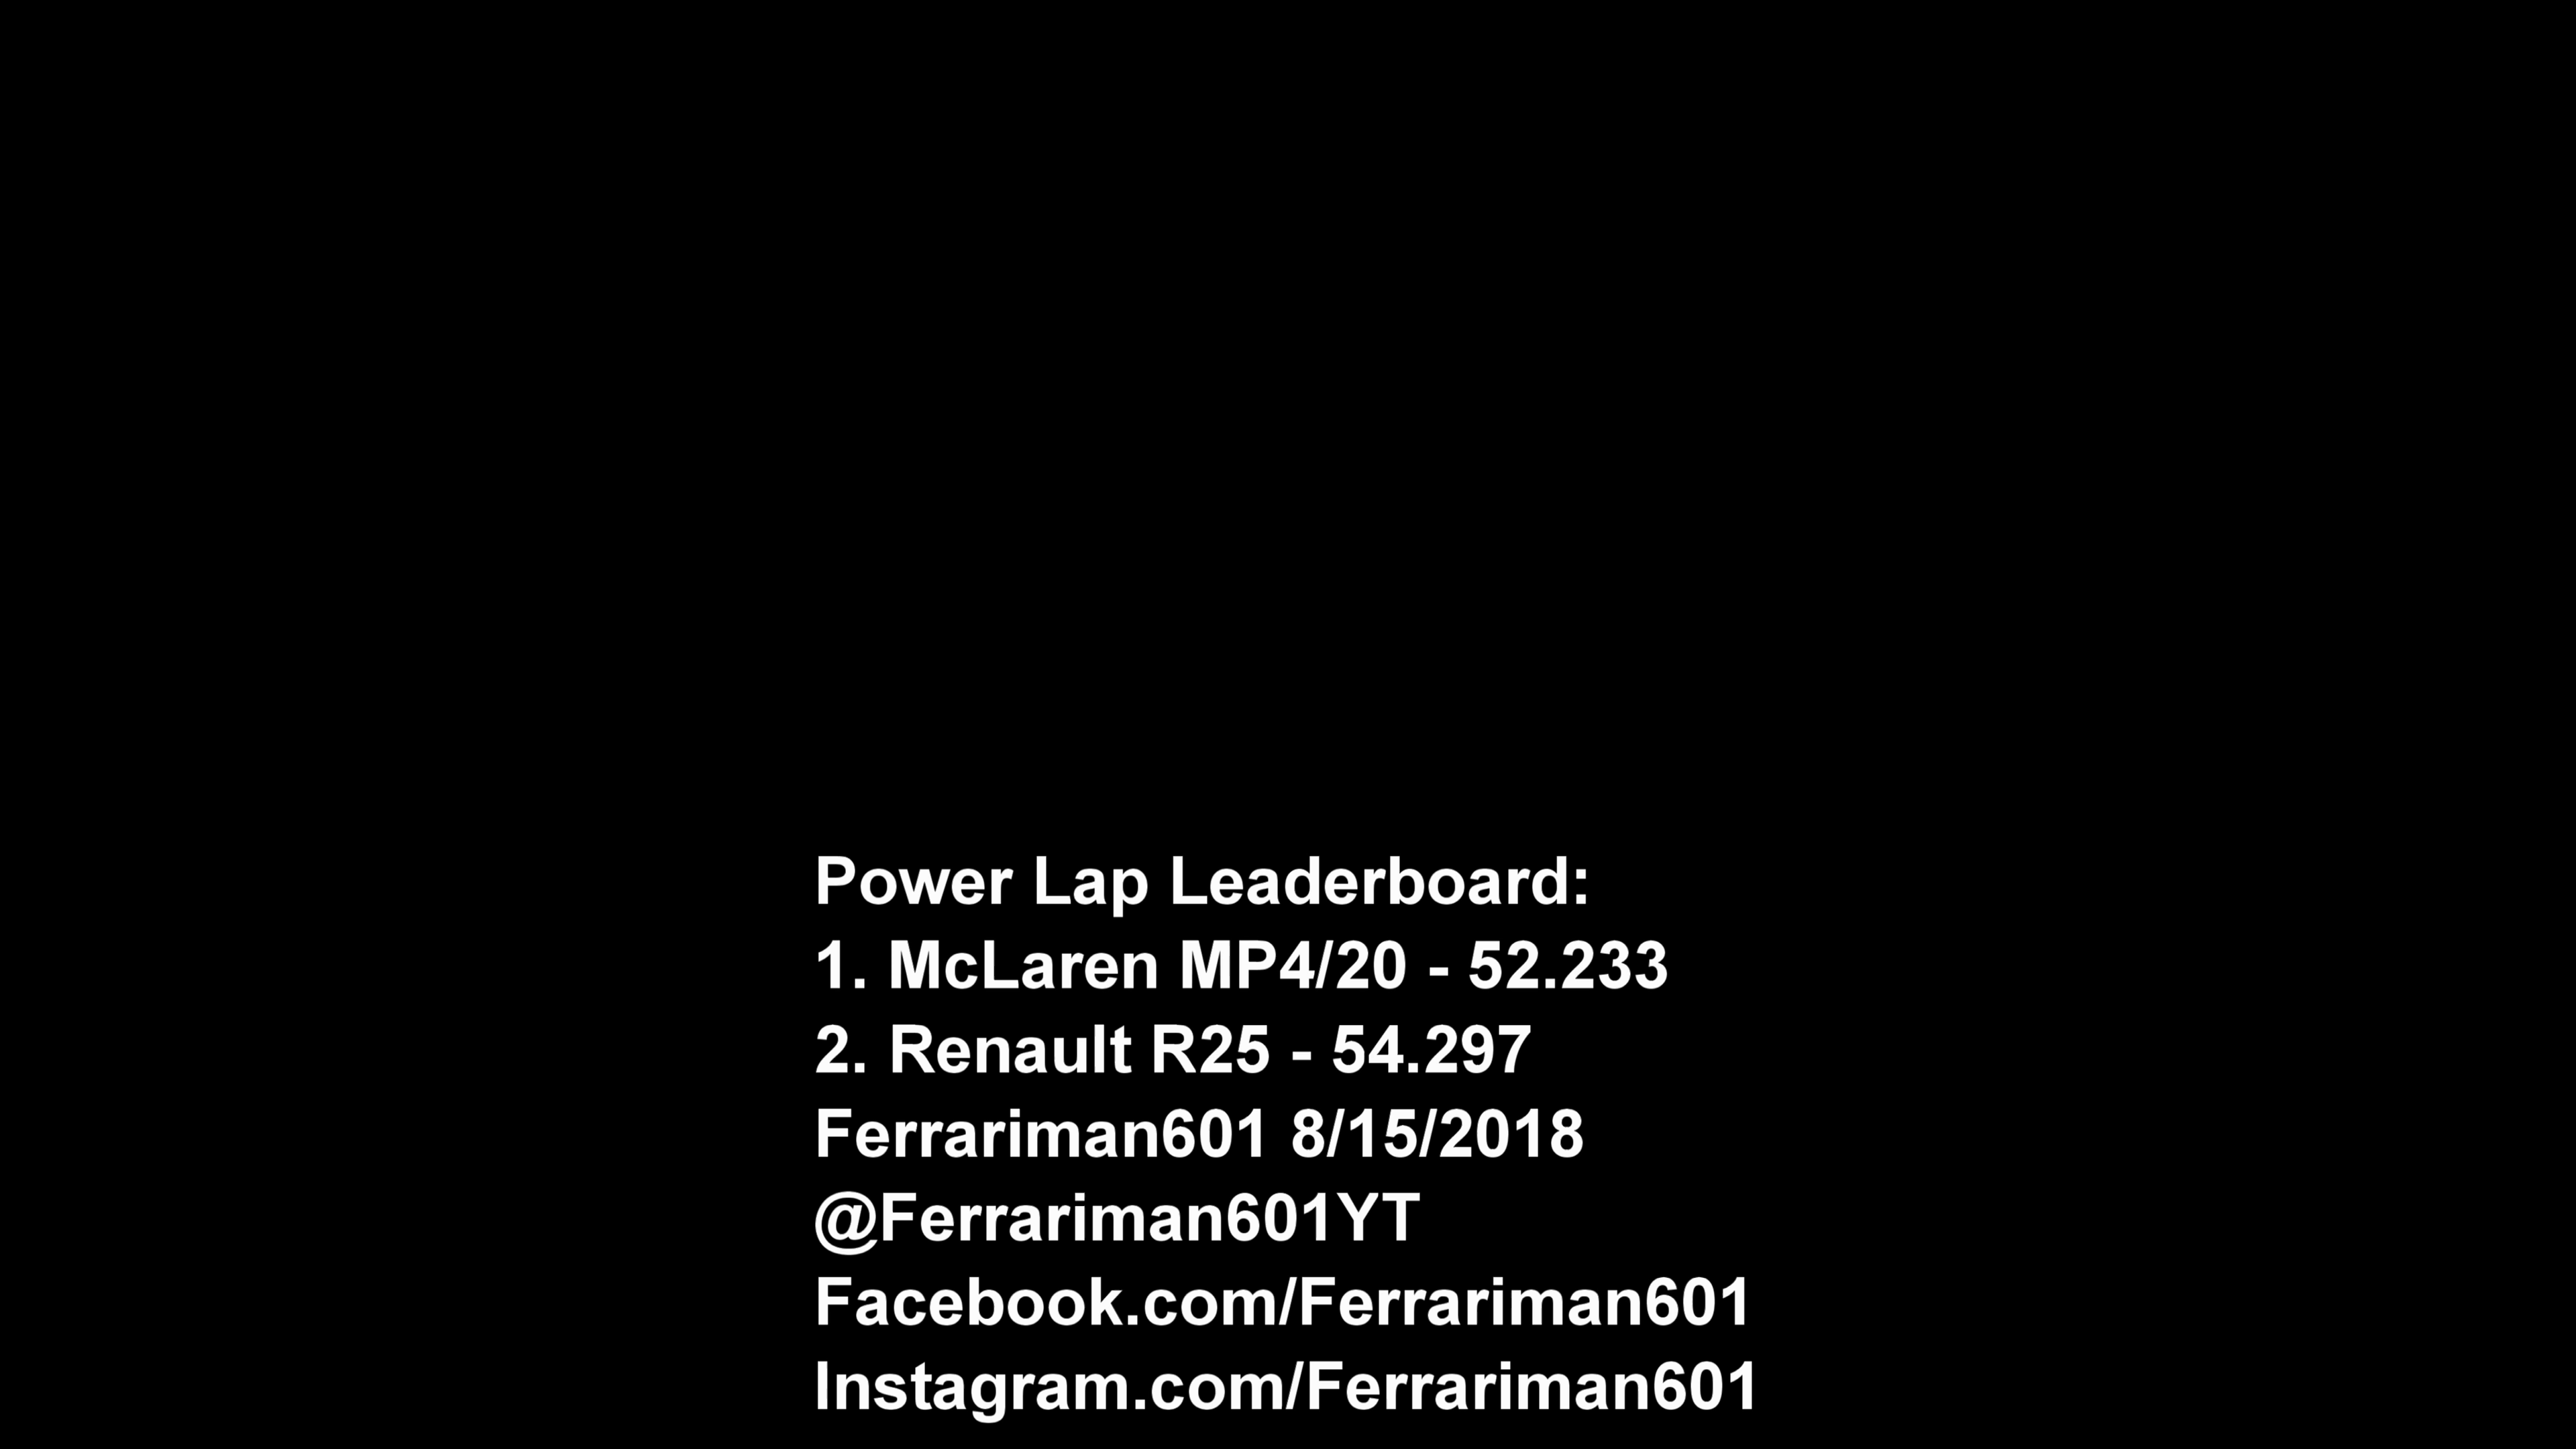 Power Lap Leaderboard:
1. McLaren MP4/20 - 52.233
2. Renault R25 - 54.297
Ferrariman601 8/15/2018
@Ferrariman601YT
Facebook.com/Ferrariman601
Instagram.com/Ferrariman601